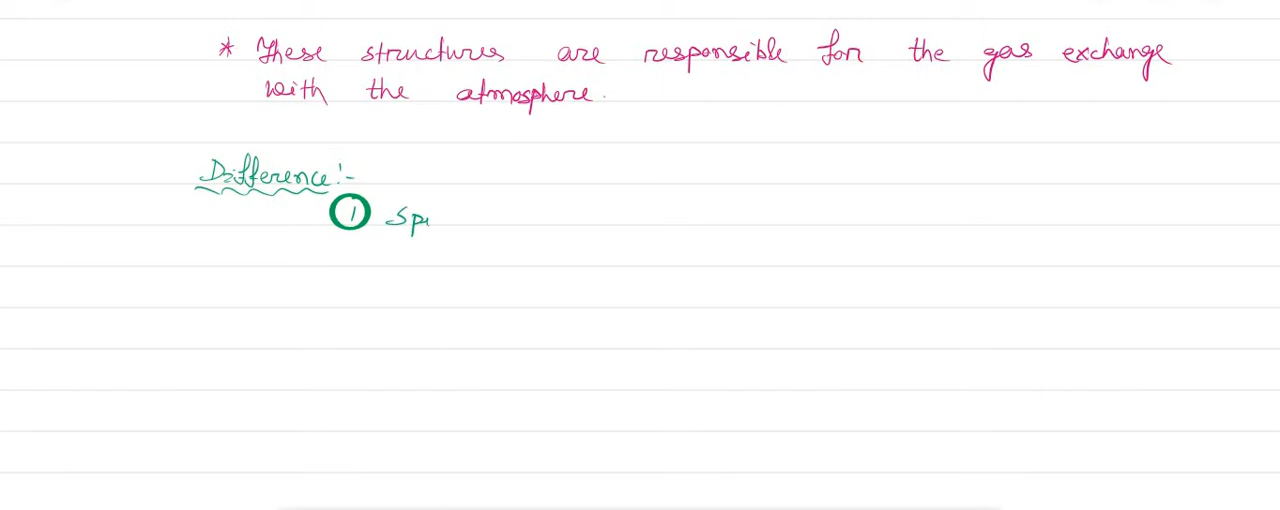 * These structures are responsible for the gas exchange
with the atmosphere.
Difference :-
① Sp